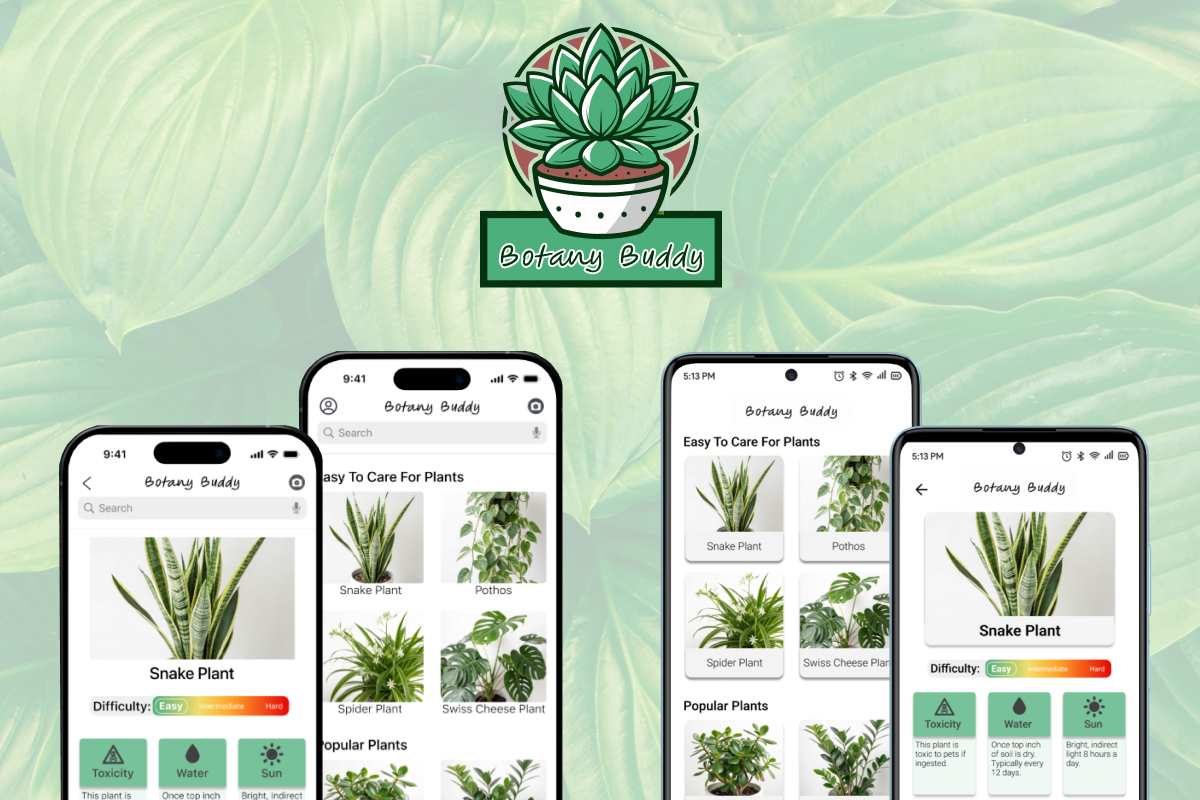 Botany Buddy
9:41
Botany Buddy
Search
Snake Plant
Difficulty: Easy Intermediate Hard
Toxicity
Water
Sun
This plant is
Once top inch
Bright, indirect
9:41
Botany Buddy
Search
asy To Care For Plants
Snake Plant
Pothos
Spider Plant
Swiss Cheese Plant
opular Plants
5:13 PM
Botany Buddy
Easy To Care For Plants
Snake Plant
Pothos
Spider Plant
Swiss Cheese Plan
Popular Plants
5:13 PM
Botany Buddy
Snake Plant
Difficulty: Easy Intermediate Hard
Toxicity
This plant is
toxic to pets if
ingested.
Water
Once top inch
of soil is dry.
Typically every
12 days.
Sun
Bright, indirect
light 8 hours a
day.